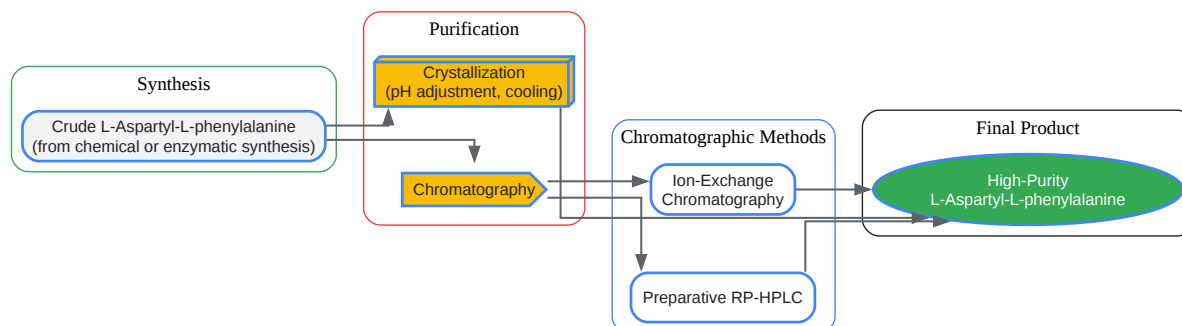 Synthesis
Crude L-Aspartyl-L-phenylalanine
(from chemical or enzymatic synthesis)
Purification
Crystallization
(pH adjustment, cooling)
Chromatography
Chromatographic Methods
Ion-Exchange
Chromatography
Preparative RP-HPLC
Final Product
High-Purity
L-Aspartyl-L-phenylalanine